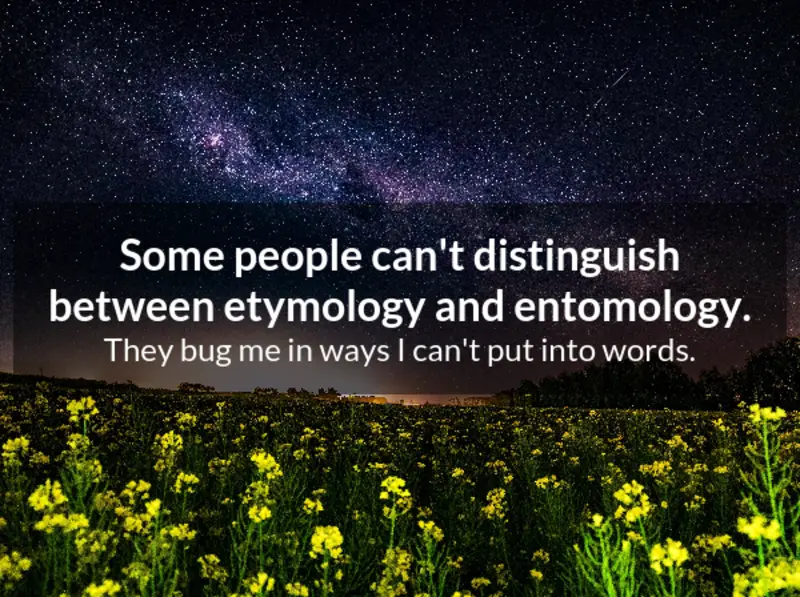 Some people can't distinguish
between etymology and entomology.
They bug me in ways I can't put into words.